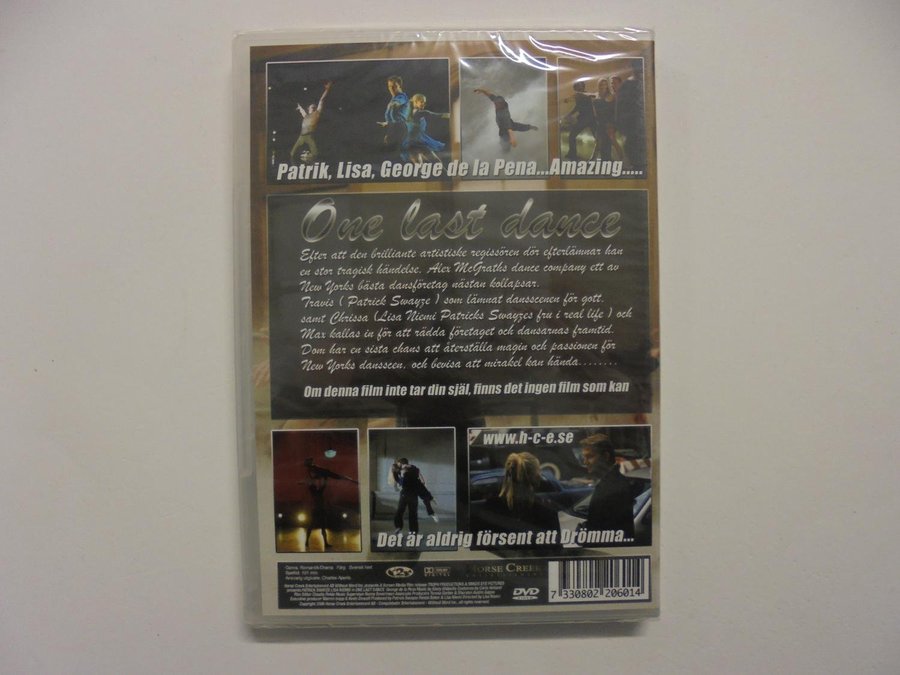 Patrik, Lisa, George de la Pena...Amazing.....
One last dance
Efter att den brilliante artistiske regissören dör efterlämnar han
en stor tragisk händelse. Alex McGraths dance company ett av
New Yorks bästa dansföretag nästan kollapsar.
Travis ( Patrick Swayze ) som lämnat dansscenen för gott.
samt Chrissa (Lisa Niemi Patricks Swayzes fru i real life ) och
Max kallas in för att rädda företaget och dansarnas framtid.
Dom har en sista chans att återställa magin och passionen för
New Yorks dansscen, och bevisa att mirakel kan hända........
Om denna film inte tar din själ, finns det ingen film som kan
www.h-c-e.se
Det är aldrig försent att Drömma...
DOLBY
DIGITAL
HORSE CREEK
DVD
VIDEO
7 330802 206014